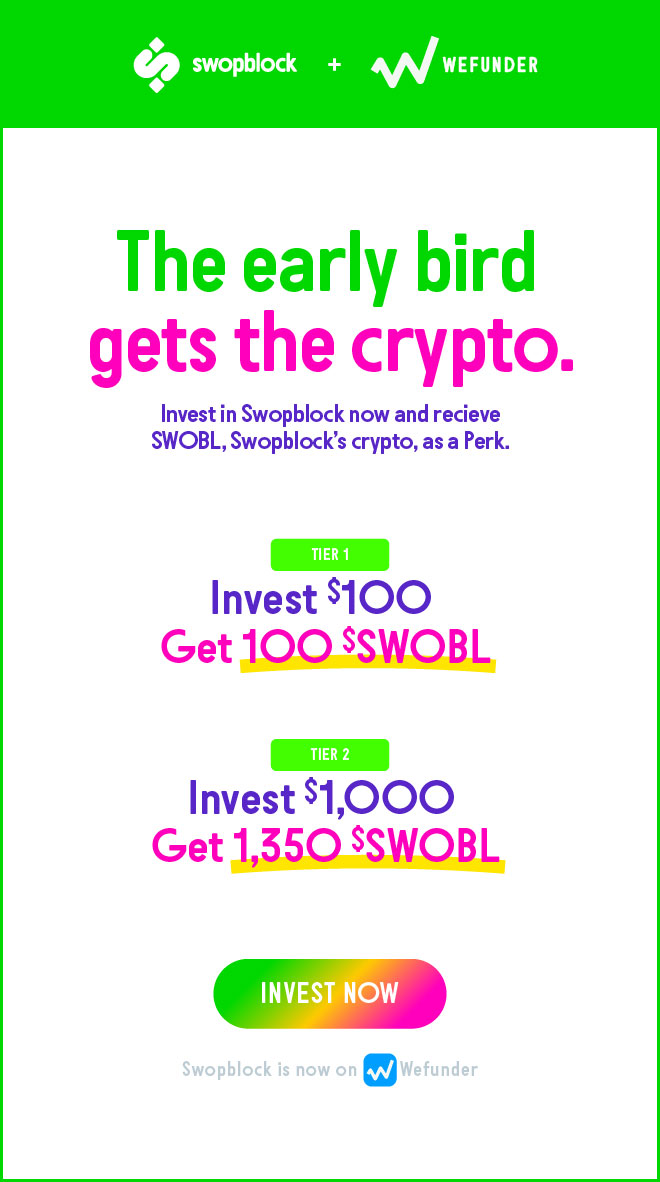 swopblock + WEFUNDER
The early bird
gets the crypto.
Invest in Swopblock now and recieve
SWOBL, Swopblock's crypto, as a Perk.
TIER 1
Invest $100
Get 100 $SWOBL
TIER 2
Invest $1,000
Get 1,350 $SWOBL
INVEST NOW
Swopblock is now on Wefunder